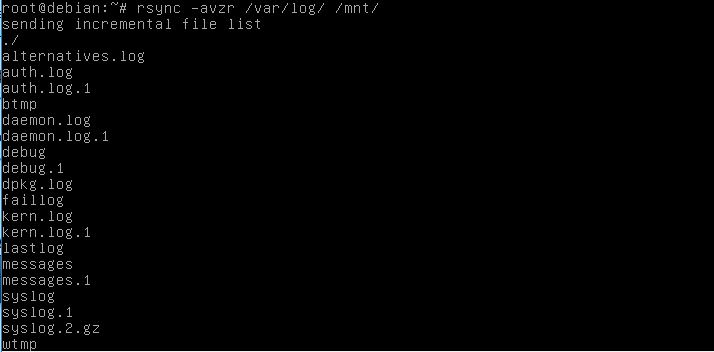 root@debian:~# rsync -avzr /var/log/ /mnt/
sending incremental file list
./
alternatives.log
auth.log
auth.log.1
btmp
daemon.log
daemon.log.1
debug
debug.1
dpkg.log
faillog
kern.log
kern.log.1
lastlog
messages
messages.1
syslog
syslog.1
syslog.2.gz
wtmp